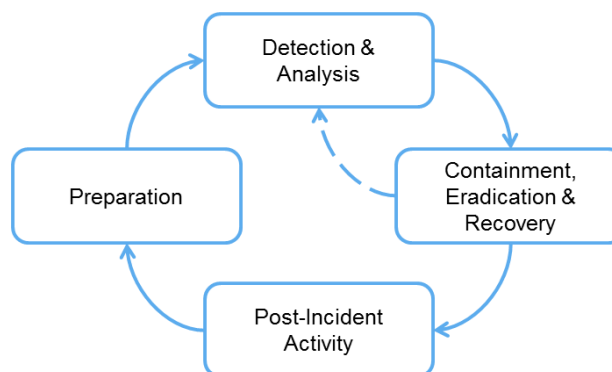 Detection &
Analysis
Preparation
Containment,
Eradication &
Recovery
Post-Incident
Activity